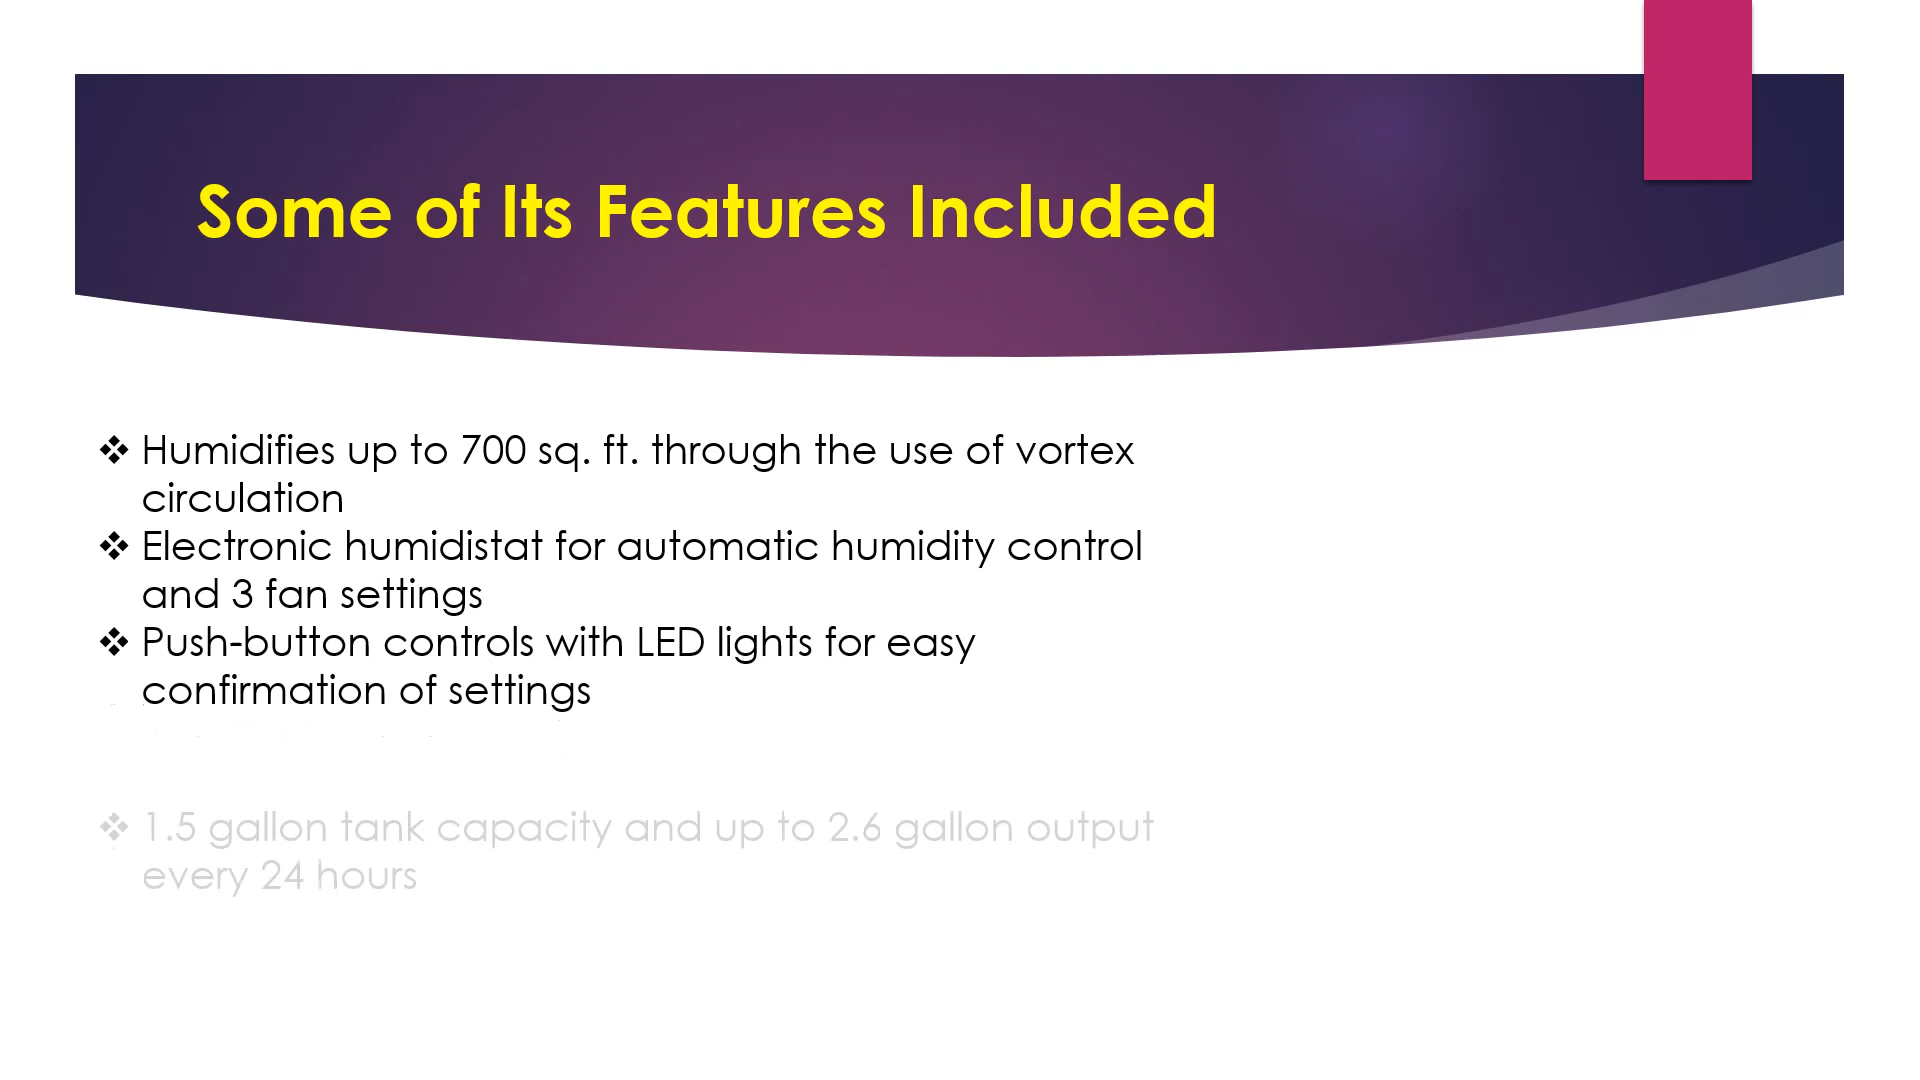 Some of Its Features Included
❖ Humidifies up to 700 sq. ft. through the use of vortex
circulation
❖ Electronic humidistat for automatic humidity control
and 3 fan settings
❖ Push-button controls with LED lights for easy
confirmation of settings
❖ 1.5 gallon tank capacity and up to 2.6 gallon output
every 24 hours